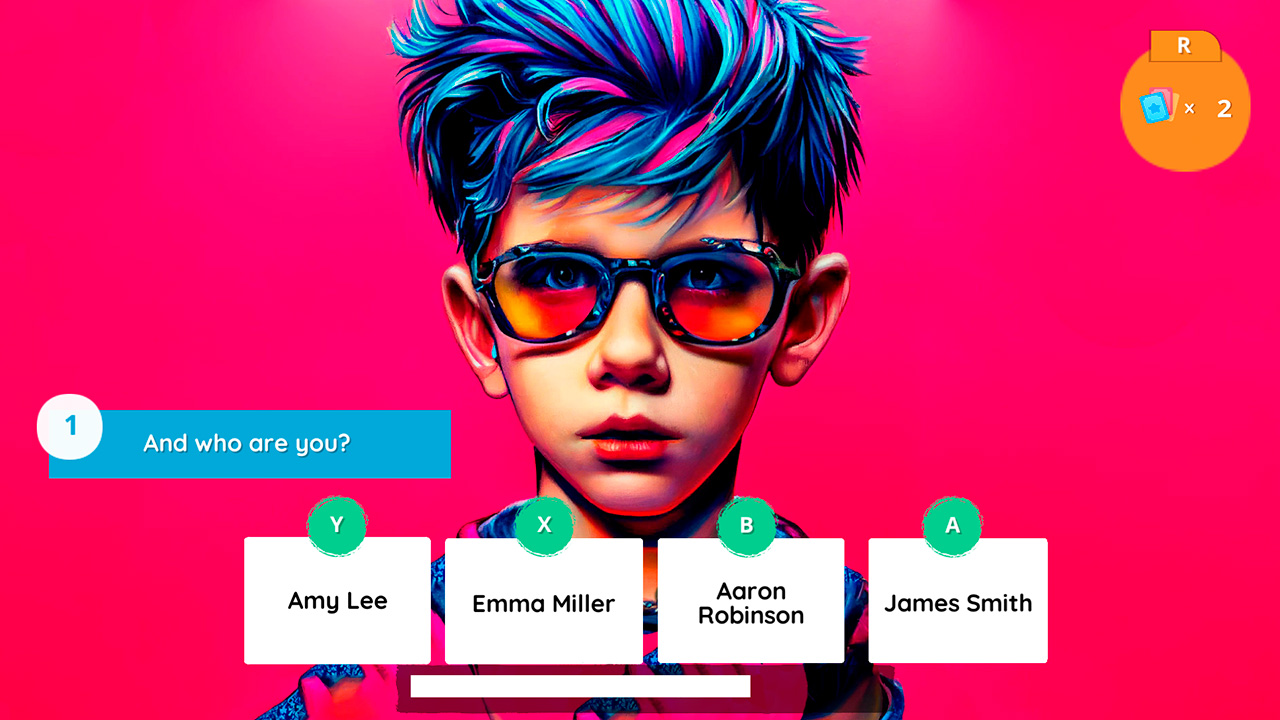 R
x 2
1
And who are you?
Y
X
B
A
Amy Lee
Emma Miller
Aaron
Robinson
James Smith